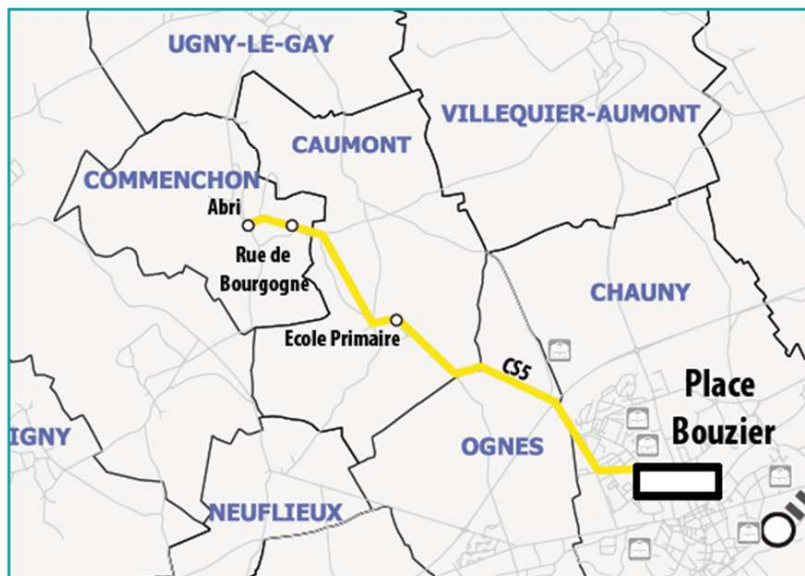 UGNY-LE-GAY
VILLEQUIER-AUMONT
CAUMONT
COMMENCHON
Abri
Rue de
Bourgogne
CHAUNY
Ecole Primaire
CS5
Place
Bouzier
IGNY
OGNES
NEUFLIEUX